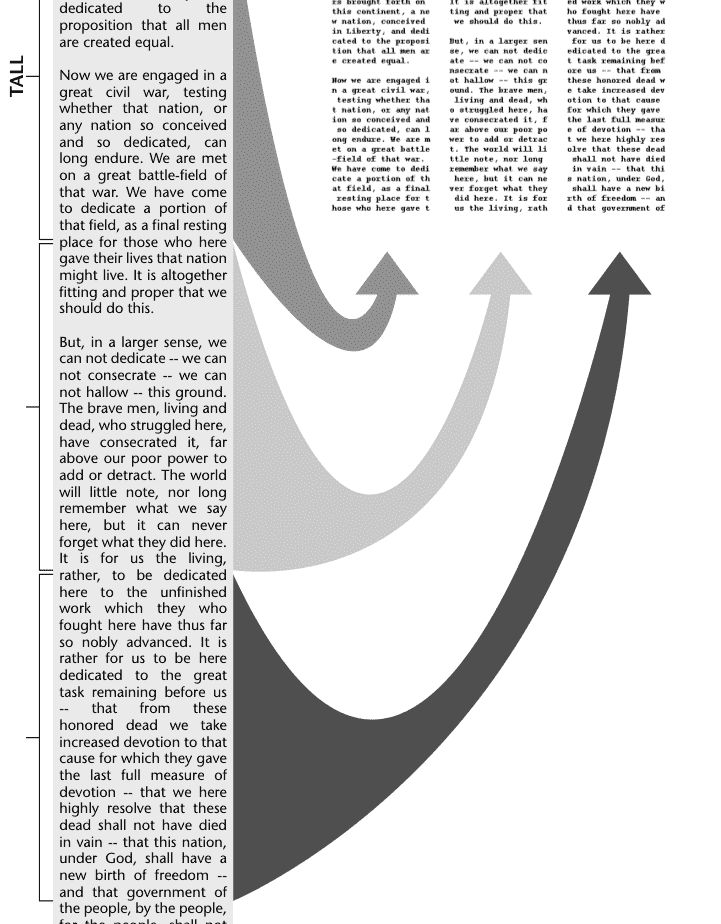 TALL
dedicated to the
proposition that all men
are created equal.
Now we are engaged in a
great civil war, testing
whether that nation, or
any nation so conceived
and so dedicated, can
long endure. We are met
on a great battle-field of
that war. We have come
to dedicate a portion of
that field, as a final resting
place for those who here
gave their lives that nation
might live. It is altogether
fitting and proper that we
should do this.
But, in a larger sense, we
can not dedicate -- we can
not consecrate -- we can
not hallow -- this ground.
The brave men, living and
dead, who struggled here,
have consecrated it, far
above our poor power to
add or detract. The world
will little note, nor long
remember what we say
here, but it can never
forget what they did here.
It is for us the living,
rather, to be dedicated
here to the unfinished
work which they who
fought here have thus far
so nobly advanced. It is
rather for us to be here
dedicated to the great
task remaining before us
-- that from these
honored dead we take
increased devotion to that
cause for which they gave
the last full measure of
devotion -- that we here
highly resolve that these
dead shall not have died
in vain -- that this nation,
under God, shall have a
new birth of freedom --
and that government of
the people, by the people,
for the people, shall not
rs brought forth on
this continent, a ne
w nation, conceived
in Liberty, and dedi
cated to the proposi
tion that all men ar
e created equal.
Now we are engaged i
n a great civil war,
testing whether tha
t nation, or any nat
ion so conceived and
so dedicated, can l
ong endure. We are m
et on a great battle
-field of that war.
We have come to dedi
cate a portion of th
at field, as a final
resting place for t
hose who here gave t
it is altogether fit
ting and proper that
we should do this.
But, in a larger sen
se, we can not dedic
ate -- we can not co
nsecrate -- we can n
ot hallow -- this gr
ound. The brave men,
living and dead, wh
o struggled here, ha
ve consecrated it, f
ar above our poor po
wer to add or detrac
t. The world will li
ttle note, nor long
remember what we say
here, but it can ne
ver forget what they
did here. It is for
us the living, rath
ed work which they w
ho fought here have
thus far so nobly ad
vanced. It is rather
for us to be here d
edicated to the grea
t task remaining bef
ore us -- that from
these honored dead w
e take increased dev
otion to that cause
for which they gave
the last full measur
e of devotion -- tha
t we here highly res
olve that these dead
shall not have died
in vain -- that thi
s nation, under God,
shall have a new bi
rth of freedom -- an
d that government of